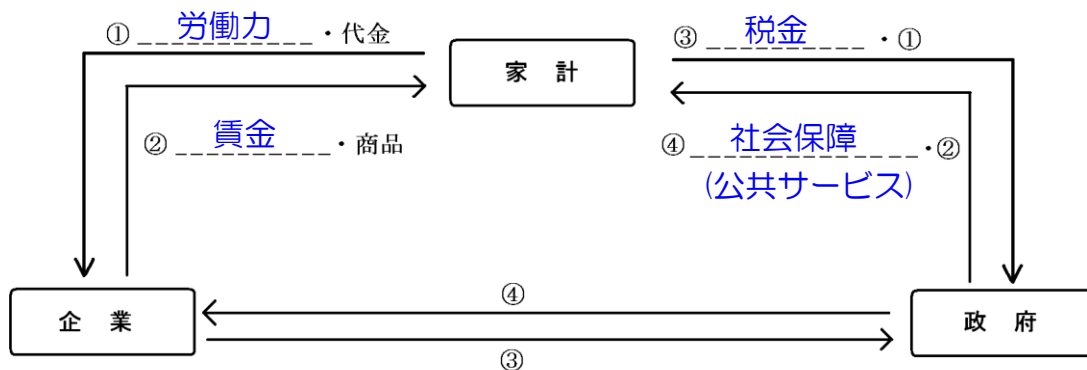 ① 労働力 ・代金
③ 税金 ・①
家 計
② 賃金 ・商品
④ 社会保障 ・②
(公共サービス)
④
企 業
政 府
③